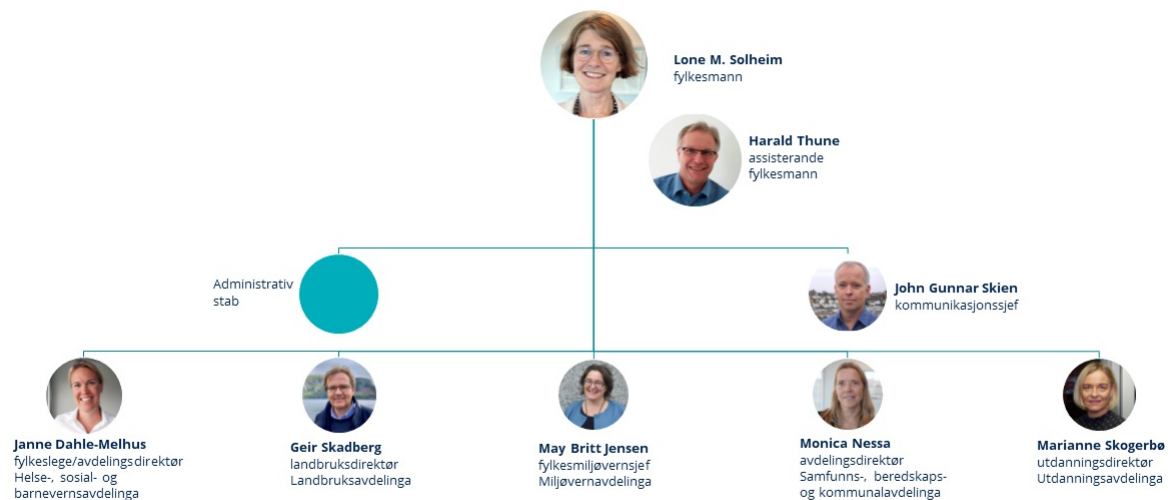 Lone M. Solheim
fylkesmann
Harald Thune
assisterande
fylkesmann
Administrativ
stab
John Gunnar Skien
kommunikasjonssjef
Janne Dahle-Melhus
fylkeslege/avdelingsdirektør
Helse-, sosial- og
barnevernsavdelinga
Geir Skadberg
landbruksdirektør
Landbruksavdelinga
May Britt Jensen
fylkesmiljøvernsjef
Miljøvernavdelinga
Monica Nessa
avdelingsdirektør
Samfunns-, beredskaps-
og kommunalavdelinga
Marianne Skogerbø
utdanningsdirektør
Utdanningsavdelinga